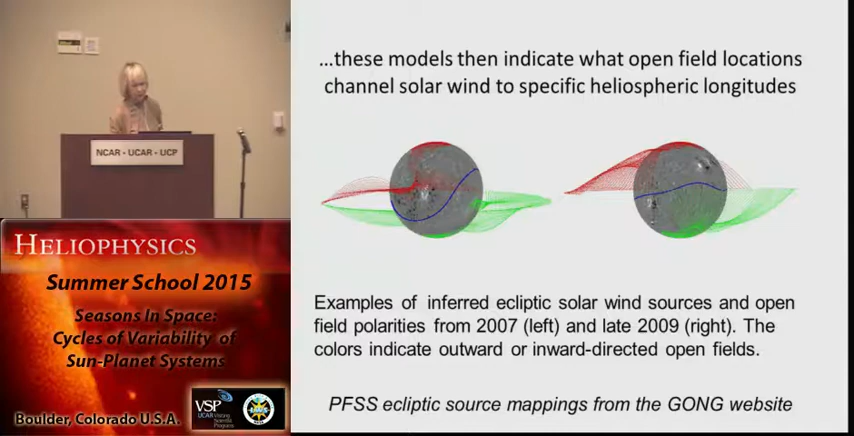 NCAR - UCAR - UCP
HELIOPHYSICS
Summer School 2015
Seasons In Space:
Cycles of Variability of
Sun-Planet Systems
VSP
UCAR Visiting
Scientist
Programs
Boulder, Colorado U.S.A.
...these models then indicate what open field locations
channel solar wind to specific heliospheric longitudes
Examples of inferred ecliptic solar wind sources and open
field polarities from 2007 (left) and late 2009 (right). The
colors indicate outward or inward-directed open fields.
PFSS ecliptic source mappings from the GONG website